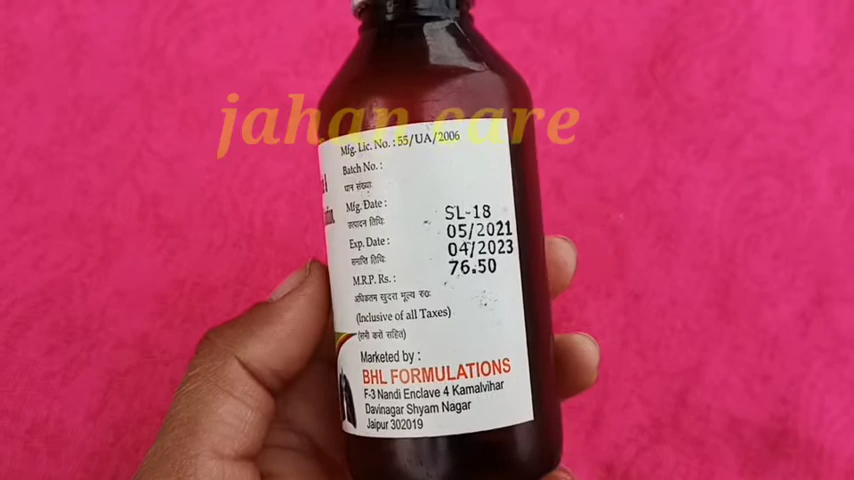 jahan care
Mfg. Lic. No. : 55/UA/2006
Batch No. :
SL-18
Mfg. Date :
05/2021
उत्पादन तिथि:
Exp. Date :
04/2023
समाप्ति तिथि:
M.R.P. Rs. :
76.50
अधिकतम खुदरा मूल्य रु०:
(Inclusive of all Taxes)
(सभी करों सहित)
Marketed by :
BHL FORMULATIONS
F-3 Nandi Enclave 4 Kamalvihar
Davinagar Shyam Nagar
Jaipur 302019